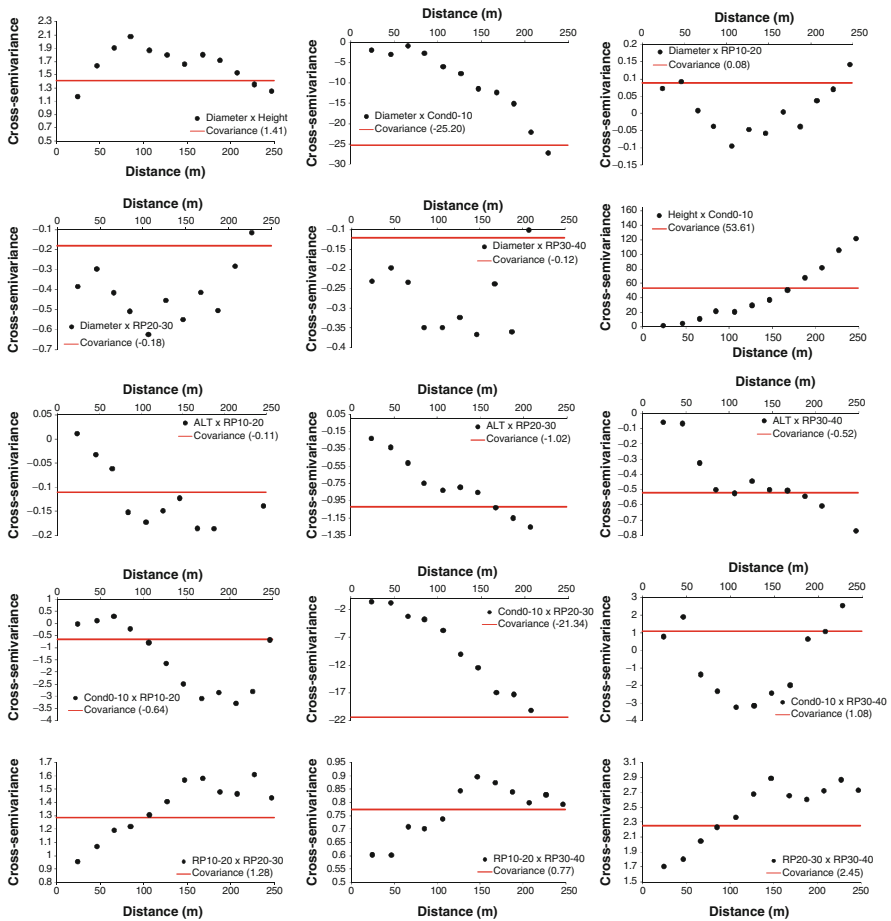 Cross-semivariance
2.3
2.1
1.9
1.7
1.5
1.3
1.1
0.9
0.7
0.5
Diameter x Height
Covariance (1.41)
0 50 100 150 200 250
Distance (m)
Distance (m)
0 50 100 150 200 250
Cross-semivariance
0
−5
−10
−15
−20
−25
−30
Diameter x Cond0-10
Covariance (-25.20)
Distance (m)
0 50 100 150 200 250
Cross-semivariance
0.2
0.15
0.1
0.05
0
−0.05
−0.1
−0.15
Diameter x RP10-20
Covariance (0.08)
Distance (m)
0 50 100 150 200 250
Cross-semivariance
−0.1
−0.2
−0.3
−0.4
−0.5
−0.6
−0.7
Diameter x RP20-30
Covariance (-0.18)
Distance (m)
0 50 100 150 200 250
Cross-semivariance
−0.1
−0.15
−0.2
−0.25
−0.3
−0.35
−0.4
Diameter x RP30-40
Covariance (-0.12)
Cross-semivariance
160
140
120
100
80
60
40
20
0
Height x Cond0-10
Covariance (53.61)
0 50 100 150 200 250
Distance (m)
Distance (m)
0 50 100 150 200 250
Cross-semivariance
0.05
0
−0.05
−0.1
−0.15
−0.2
ALT x RP10-20
Covariance (-0.11)
Distance (m)
0 50 100 150 200 250
Cross-semivariance
0.05
−0.15
−0.35
−0.55
−0.75
−0.95
−1.15
−1.35
ALT x RP20-30
Covariance (-1.02)
Distance (m)
0 50 100 150 200 250
Cross-semivariance
0
−0.1
−0.2
−0.3
−0.4
−0.5
−0.6
−0.7
−0.8
ALT x RP30-40
Covariance (-0.52)
Distance (m)
0 50 100 150 200 250
Cross-semivariance
1
0.5
0
−0.5
−1
−1.5
−2
−2.5
−3
−3.5
−4
Cond0-10 x RP10-20
Covariance (-0.64)
Distance (m)
0 50 100 150 200 250
Cross-semivariance
−2
−7
−12
−17
−22
Cond0-10 x RP20-30
Covariance (-21.34)
Distance (m)
0 50 100 150 200 250
Cross-semivariance
3
2
1
0
−1
−2
−3
−4
Cond0-10 x RP30-40
Covariance (1.08)
Cross-semivariance
1.7
1.6
1.5
1.4
1.3
1.2
1.1
1
0.9
0.8
RP10-20 x RP20-30
Covariance (1.28)
0 50 100 150 200 250
Distance (m)
Cross-semivariance
0.95
0.9
0.85
0.8
0.75
0.7
0.65
0.6
0.55
0.5
RP10-20 x RP30-40
Covariance (0.77)
0 50 100 150 200 250
Distance (m)
Cross-semivariance
3.1
2.9
2.7
2.5
2.3
2.1
1.9
1.7
1.5
RP20-30 x RP30-40
Covariance (2.45)
0 50 100 150 200 250
Distance (m)